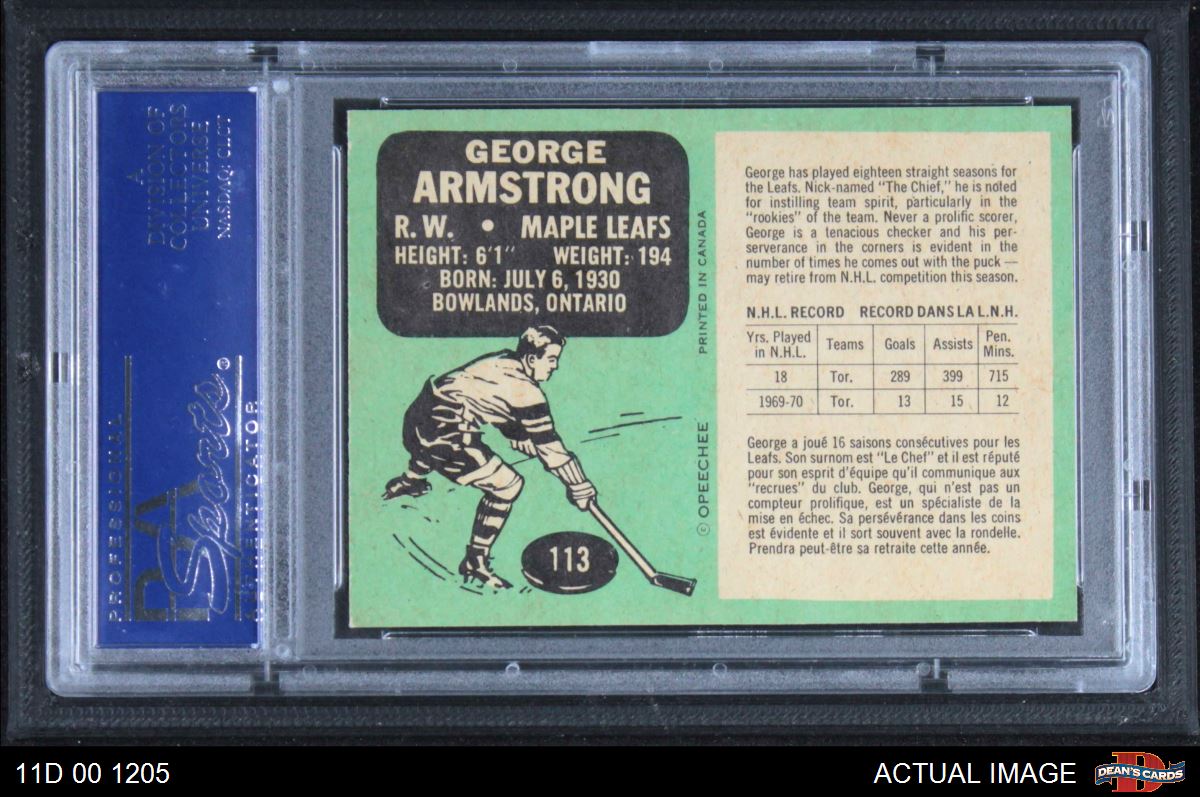 A
DIVISION OF
COLLECTORS
UNIVERSE
NASDAQ: CLCT
PROFESSIONAL
PSA
Sports®
AUTHENTICATOR
GEORGE
ARMSTRONG
R. W. • MAPLE LEAFS
HEIGHT: 6'1" WEIGHT: 194
BORN: JULY 6, 1930
BOWLANDS, ONTARIO
113
© OPEECHEE PRINTED IN CANADA
George has played eighteen straight seasons for
the Leafs. Nick-named "The Chief," he is noted
for instilling team spirit, particularly in the
"rookies" of the team. Never a prolific scorer,
George is a tenacious checker and his per-
serverance in the corners is evident in the
number of times he comes out with the puck —
may retire from N.H.L. competition this season.
N.H.L. RECORD RECORD DANS LA L.N.H.
Yrs. Played in N.H.L. Teams Goals Assists Pen. Mins.
18 Tor. 289 399 715
1969-70 Tor. 13 15 12
George a joué 16 saisons consécutives pour les
Leafs. Son surnom est "Le Chef" et il est réputé
pour son esprit d'équipe qu'il communique aux
"recrues" du club. George, qui n'est pas un
compteur prolifique, est un spécialiste de la
mise en échec. Sa persévérance dans les coins
est évidente et il sort souvent avec la rondelle.
Prendra peut-être sa retraite cette année.
11D 00 1205
ACTUAL IMAGE
D
DEAN'S CARDS